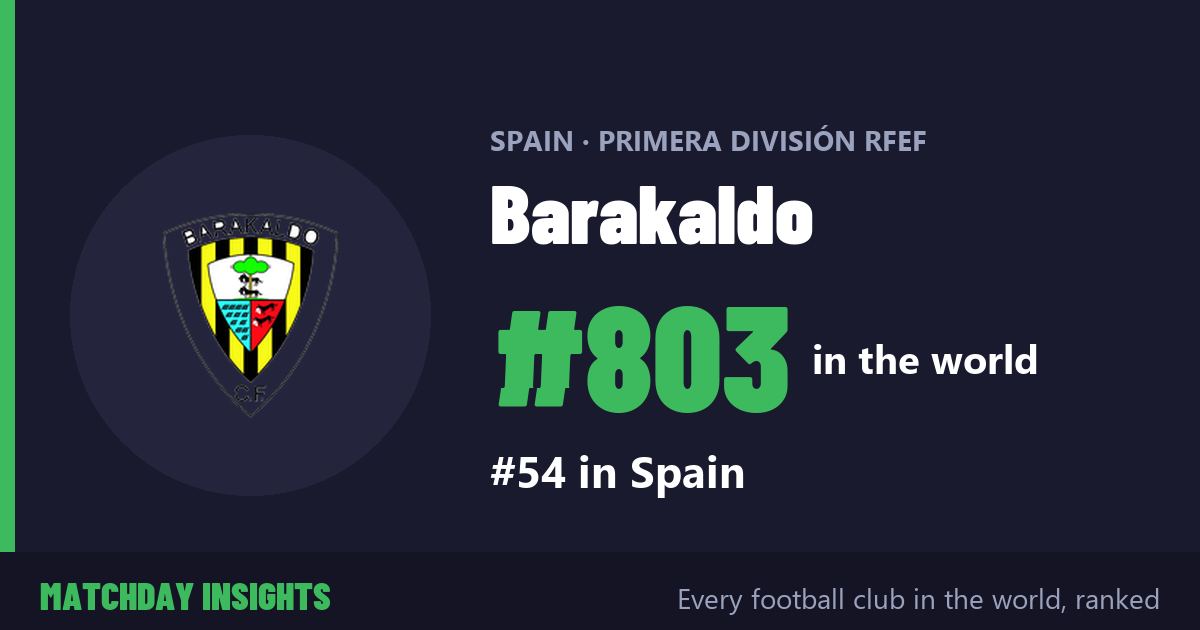 SPAIN · PRIMERA DIVISIÓN RFEF
Barakaldo
BARAKALDO
C.F.
#803 in the world
#54 in Spain
MATCHDAY INSIGHTS
Every football club in the world, ranked